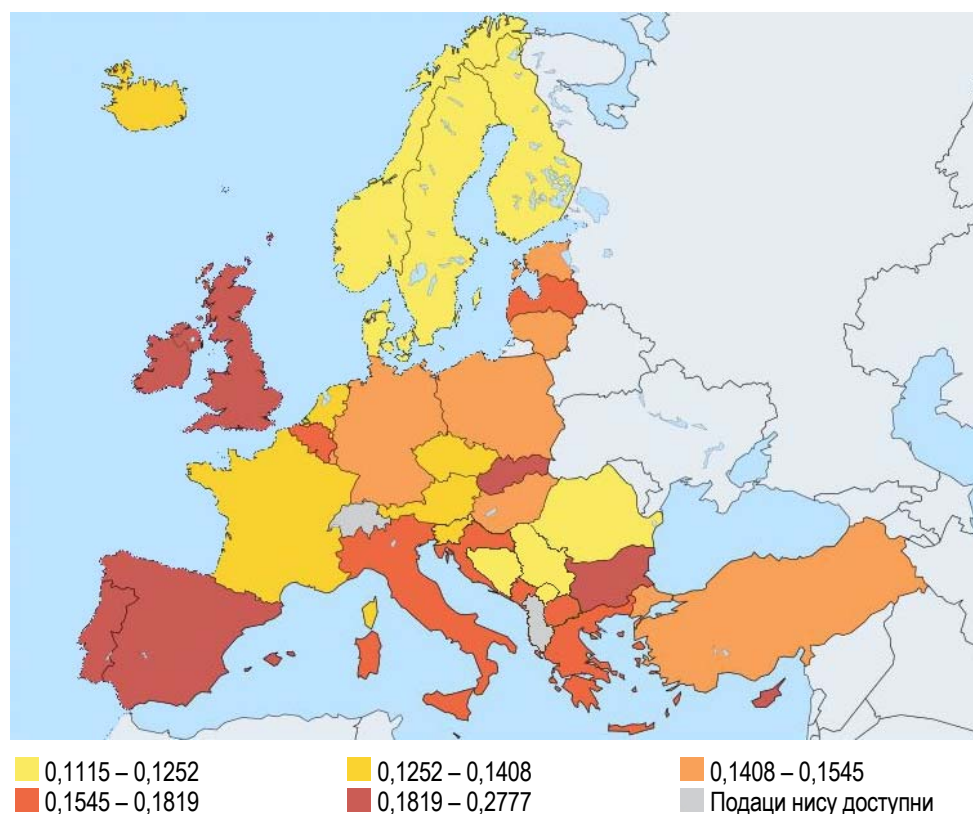 0,1115 – 0,1252 0,1252 – 0,1408 0,1408 – 0,1545
0,1545 – 0,1819 0,1819 – 0,2777 Подаци нису доступни